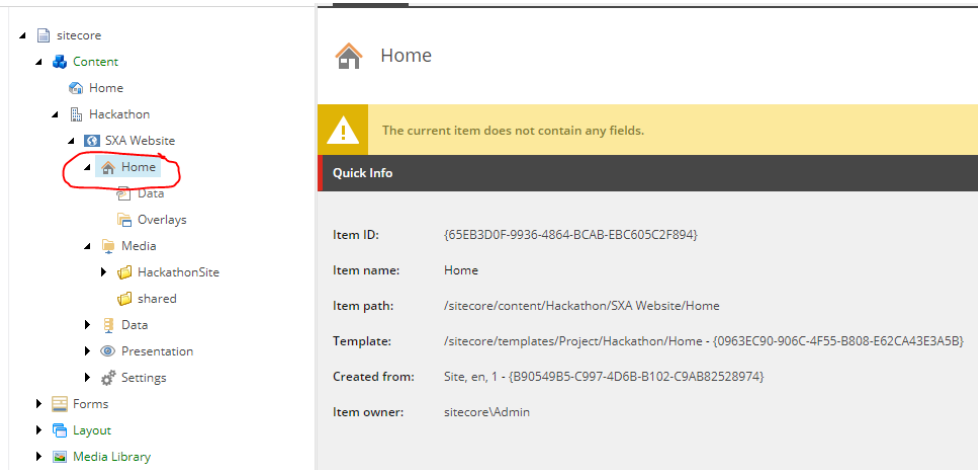 sitecore
Content
Home
Hackathon
SXA Website
Home
Data
Overlays
Media
HackathonSite
shared
Data
Presentation
Settings
Forms
Layout
Media Library
Home
The current item does not contain any fields.
Quick Info
Item ID: {65EB3D0F-9936-4864-BCAB-EBC605C2F894}
Item name: Home
Item path: /sitecore/content/Hackathon/SXA Website/Home
Template: /sitecore/templates/Project/Hackathon/Home - {0963EC90-906C-4F55-B808-E62CA43E3A5B}
Created from: Site, en, 1 - {B90549B5-C997-4D6B-B102-C9AB82528974}
Item owner: sitecore\Admin